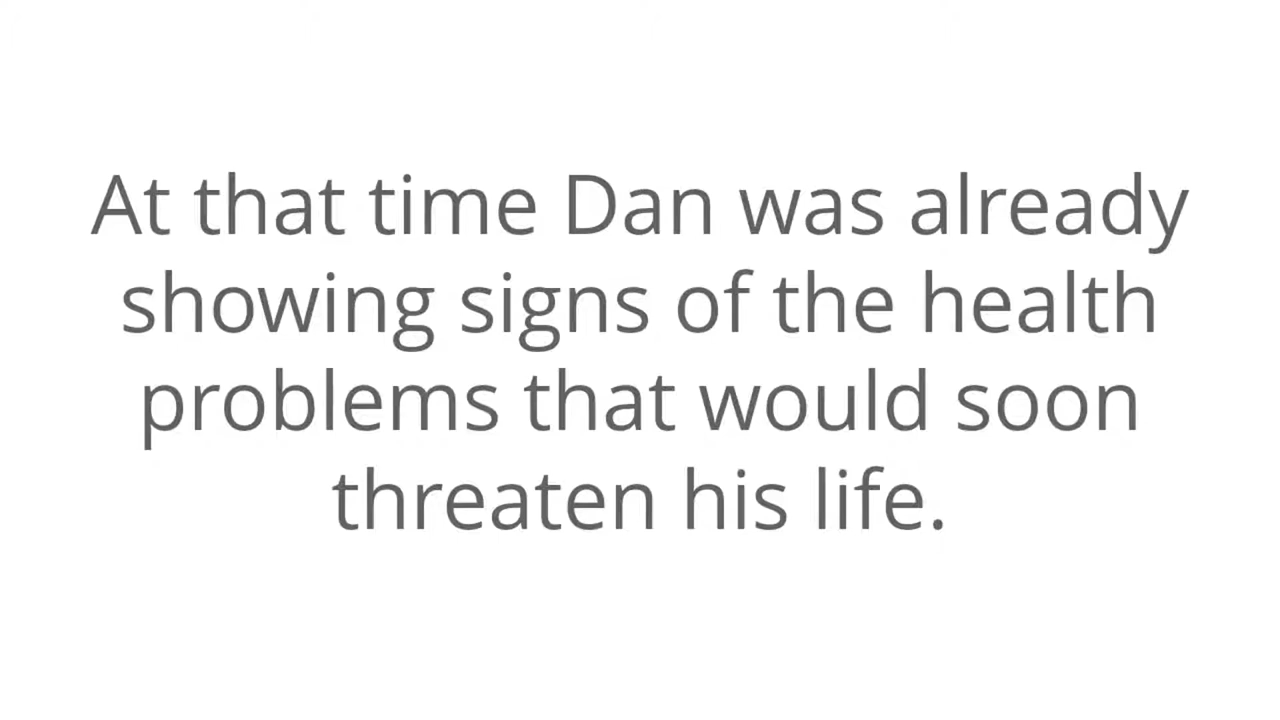 At that time Dan was already
showing signs of the health
problems that would soon
threaten his life.